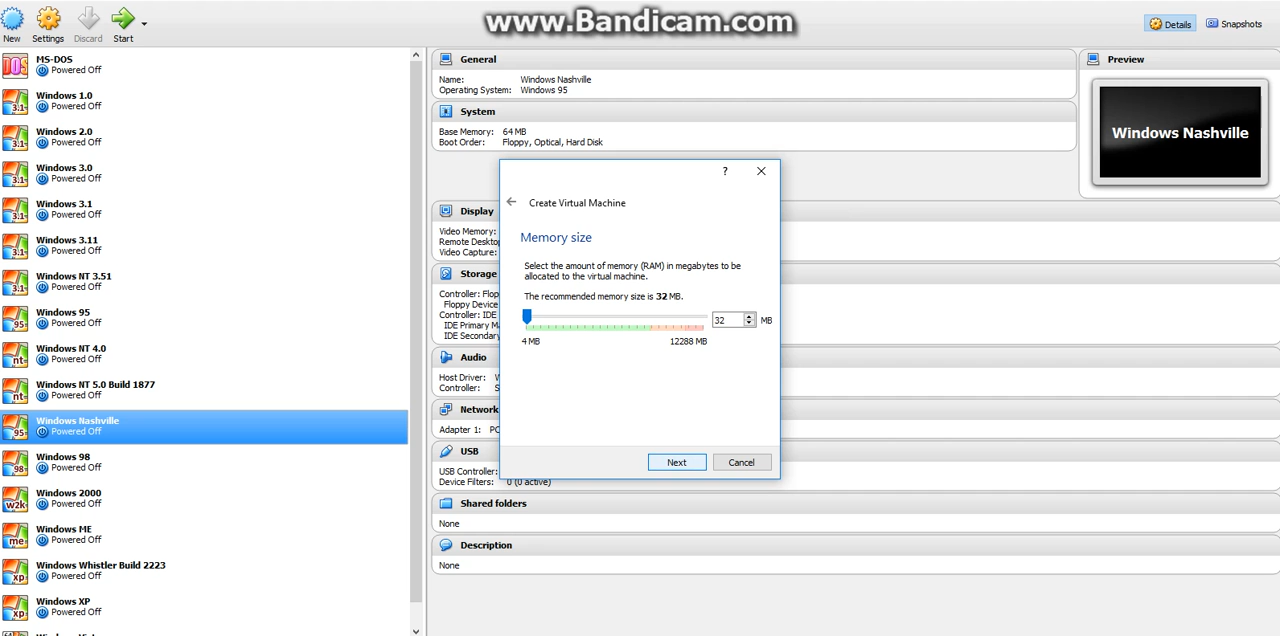 www.Bandicam.com
New
Settings
Discard
Start
Details
Snapshots
MS-DOS
Powered Off
Windows 1.0
Powered Off
Windows 2.0
Powered Off
Windows 3.0
Powered Off
Windows 3.1
Powered Off
Windows 3.11
Powered Off
Windows NT 3.51
Powered Off
Windows 95
Powered Off
Windows NT 4.0
Powered Off
Windows NT 5.0 Build 1877
Powered Off
Windows Nashville
Powered Off
Windows 98
Powered Off
Windows 2000
Powered Off
Windows ME
Powered Off
Windows Whistler Build 2223
Powered Off
Windows XP
Powered Off
General
Name: Windows Nashville
Operating System: Windows 95
System
Base Memory: 64 MB
Boot Order: Floppy, Optical, Hard Disk
Display
Video Memory:
Remote Desktop
Video Capture:
Storage
Controller: Flop
Floppy Device
Controller: IDE
IDE Primary Ma
IDE Secondary
Audio
Host Driver: W
Controller: S
Network
Adapter 1: PC
USB
USB Controller:
Device Filters: 0 (0 active)
Shared folders
None
Description
None
Preview
Windows Nashville
?
Create Virtual Machine
Memory size
Select the amount of memory (RAM) in megabytes to be
allocated to the virtual machine.
The recommended memory size is 32 MB.
32 MB
4 MB 12288 MB
Next Cancel